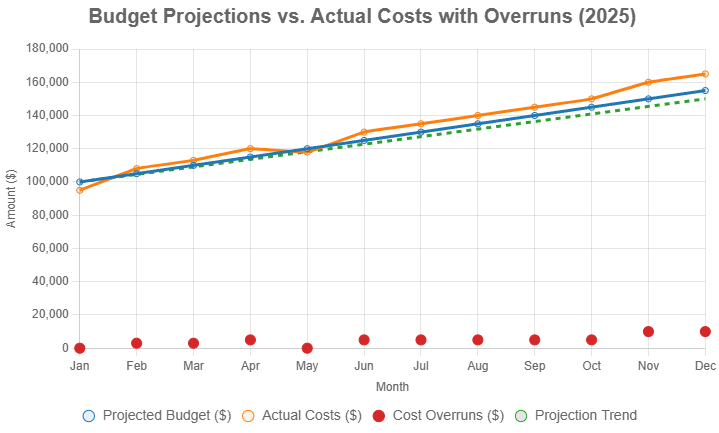 Budget Projections vs. Actual Costs with Overruns (2025)
180,000
160,000
140,000
120,000
100,000
80,000
60,000
40,000
20,000
0
Amount ($)
Jan Feb Mar Apr May Jun Jul Aug Sep Oct Nov Dec
Month
Projected Budget ($) Actual Costs ($) Cost Overruns ($) Projection Trend